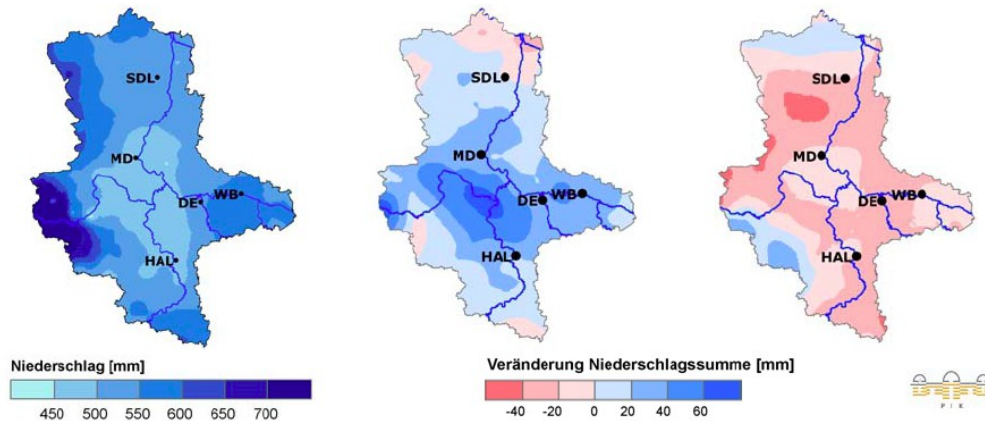 SDL
MD
DE
WB
HAL
SDL
MD
DE
WB
HAL
SDL
MD
DE
WB
HAL
Niederschlag [mm]
450 500 550 600 650 700
Veränderung Niederschlagssumme [mm]
-40 -20 0 20 40 60
P I K